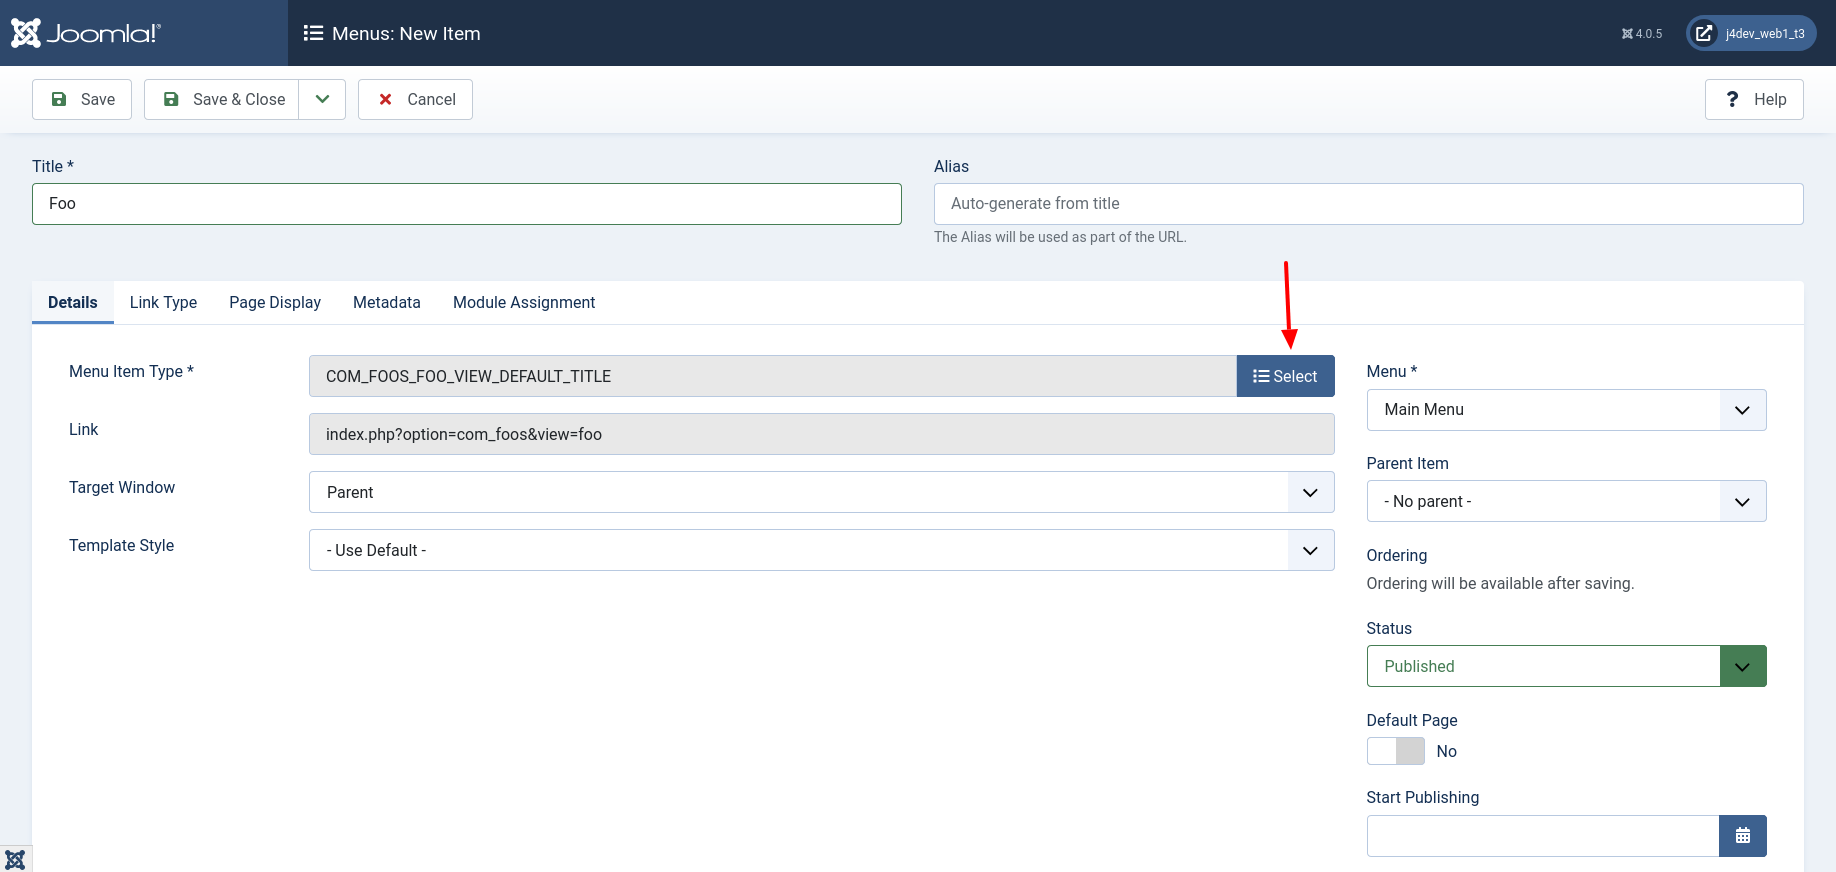 Joomla!®
Menus: New Item
4.0.5
j4dev_web1_t3
Save
Save & Close
Cancel
? Help
Title *
Foo
Alias
Auto-generate from title
The Alias will be used as part of the URL.
Details Link Type Page Display Metadata Module Assignment
Menu Item Type *
COM_FOOS_FOO_VIEW_DEFAULT_TITLE
Select
Link
index.php?option=com_foos&view=foo
Target Window
Parent
Template Style
- Use Default -
Menu *
Main Menu
Parent Item
- No parent -
Ordering
Ordering will be available after saving.
Status
Published
Default Page
No
Start Publishing